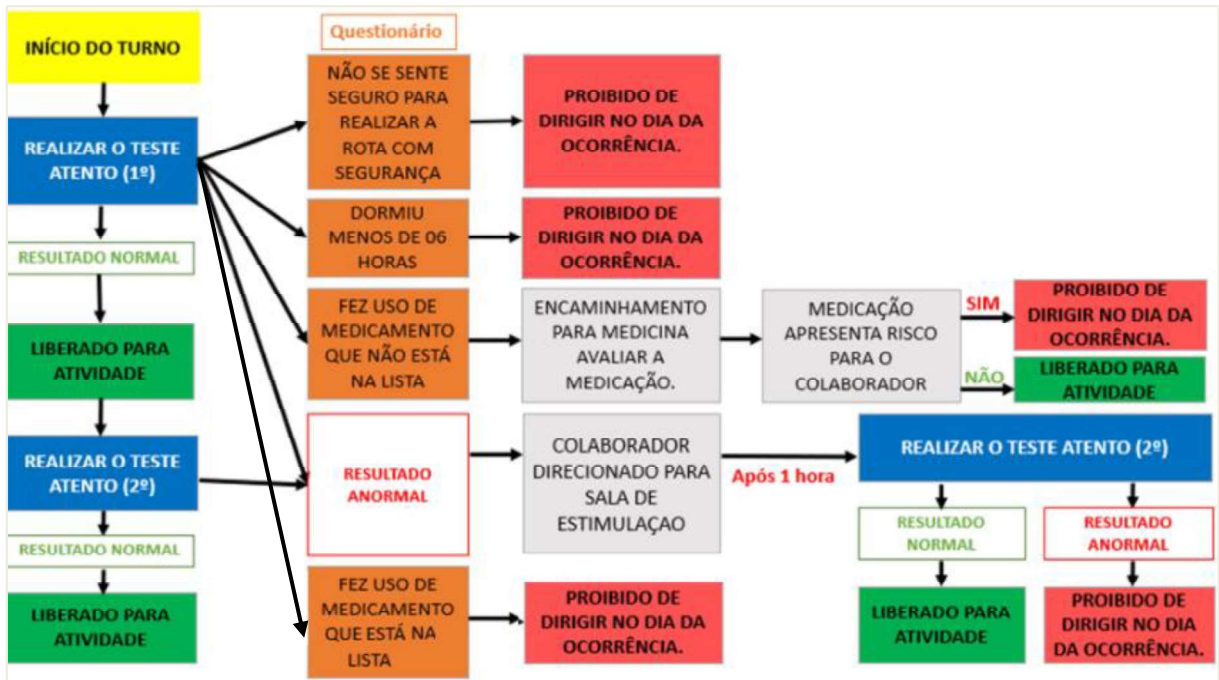 INÍCIO DO TURNO
REALIZAR O TESTE
ATENTO (1º)
RESULTADO NORMAL
LIBERADO PARA
ATIVIDADE
REALIZAR O TESTE
ATENTO (2º)
RESULTADO NORMAL
LIBERADO PARA
ATIVIDADE
Questionário
NÃO SE SENTE
SEGURO PARA
REALIZAR A
ROTA COM
SEGURANÇA
PROIBIDO DE
DIRIGIR NO DIA DA
OCORRÊNCIA.
DORMIU
MENOS DE 06
HORAS
PROIBIDO DE
DIRIGIR NO DIA DA
OCORRÊNCIA.
FEZ USO DE
MEDICAMENTO
QUE NÃO ESTÁ
NA LISTA
ENCAMINHAMENTO
PARA MEDICINA
AVALIAR A
MEDICAÇÃO.
MEDICAÇÃO
APRESENTA RISCO
PARA O
COLABORADOR
SIM
PROIBIDO DE
DIRIGIR NO DIA DA
OCORRÊNCIA.
NÃO
LIBERADO PARA
ATIVIDADE
RESULTADO
ANORMAL
COLABORADOR
DIRECIONADO PARA
SALA DE
ESTIMULAÇAO
Após 1 hora
REALIZAR O TESTE ATENTO (2º)
RESULTADO
NORMAL
LIBERADO PARA
ATIVIDADE
RESULTADO
ANORMAL
PROIBIDO DE
DIRIGIR NO DIA
DA OCORRÊNCIA.
FEZ USO DE
MEDICAMENTO
QUE ESTÁ NA
LISTA
PROIBIDO DE
DIRIGIR NO DIA DA
OCORRÊNCIA.